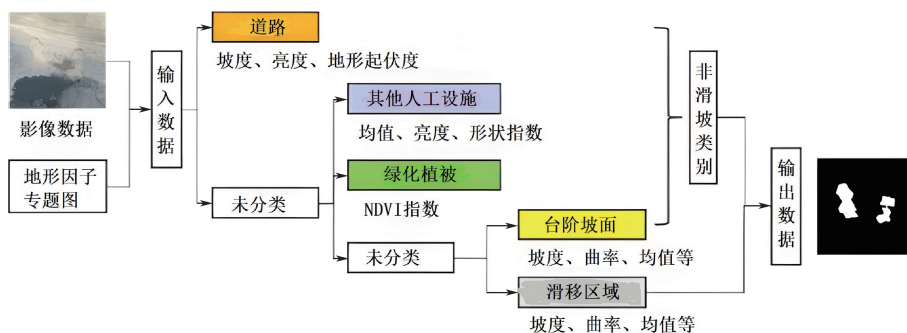 影像数据
地形因子
专题图
输入数据
道路
坡度、亮度、地形起伏度
未分类
其他人工设施
均值、亮度、形状指数
绿化植被
NDVI指数
未分类
台阶坡面
坡度、曲率、均值等
滑移区域
坡度、曲率、均值等
非滑坡类别
输出数据